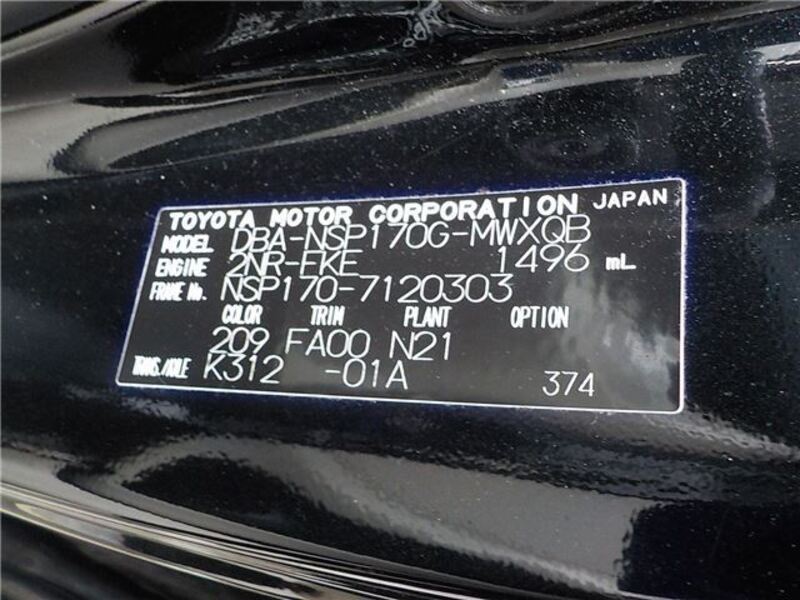 TOYOTA MOTOR CORPORATION JAPAN
MODEL DBA-NSP170G-MWXQB
ENGINE 2NR-FKE 1496 mL
FRAME No. NSP170-7120303
COLOR TRIM PLANT OPTION
209 FA00 N21
TRANS./AXLE K312 -01A 374